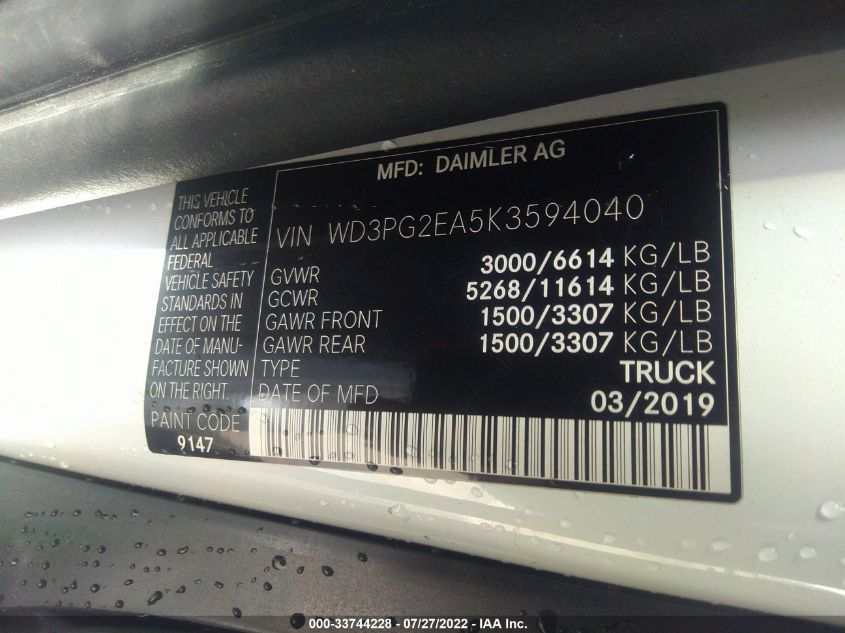 MFD: DAIMLER AG
THIS VEHICLE
CONFORMS TO
ALL APPLICABLE
FEDERAL
VEHICLE SAFETY
STANDARDS IN
EFFECT ON THE
DATE OF MANU-
FACTURE SHOWN
ON THE RIGHT.
PAINT CODE
9147
VIN WD3PG2EA5K3594040
GVWR 3000/6614 KG/LB
GCWR 5268/11614 KG/LB
GAWR FRONT 1500/3307 KG/LB
GAWR REAR 1500/3307 KG/LB
TYPE TRUCK
DATE OF MFD 03/2019
000-33744228 | 07/27/2022 - IAA Inc.